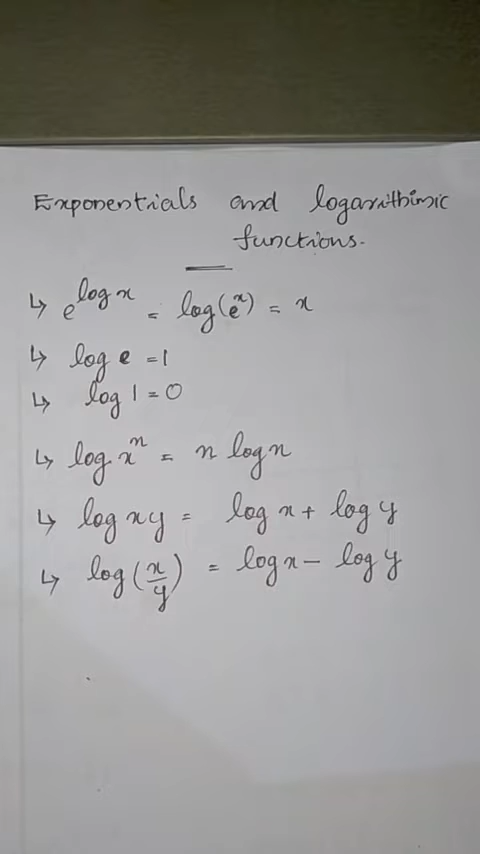 Exponentials and logarithimic
functions.
↳ e^{log x} = log(e^x) = x
↳ log e = 1
↳ log 1 = 0
↳ log x^n = n log x
↳ log xy = log x + log y
↳ log(x/y) = log x - log y